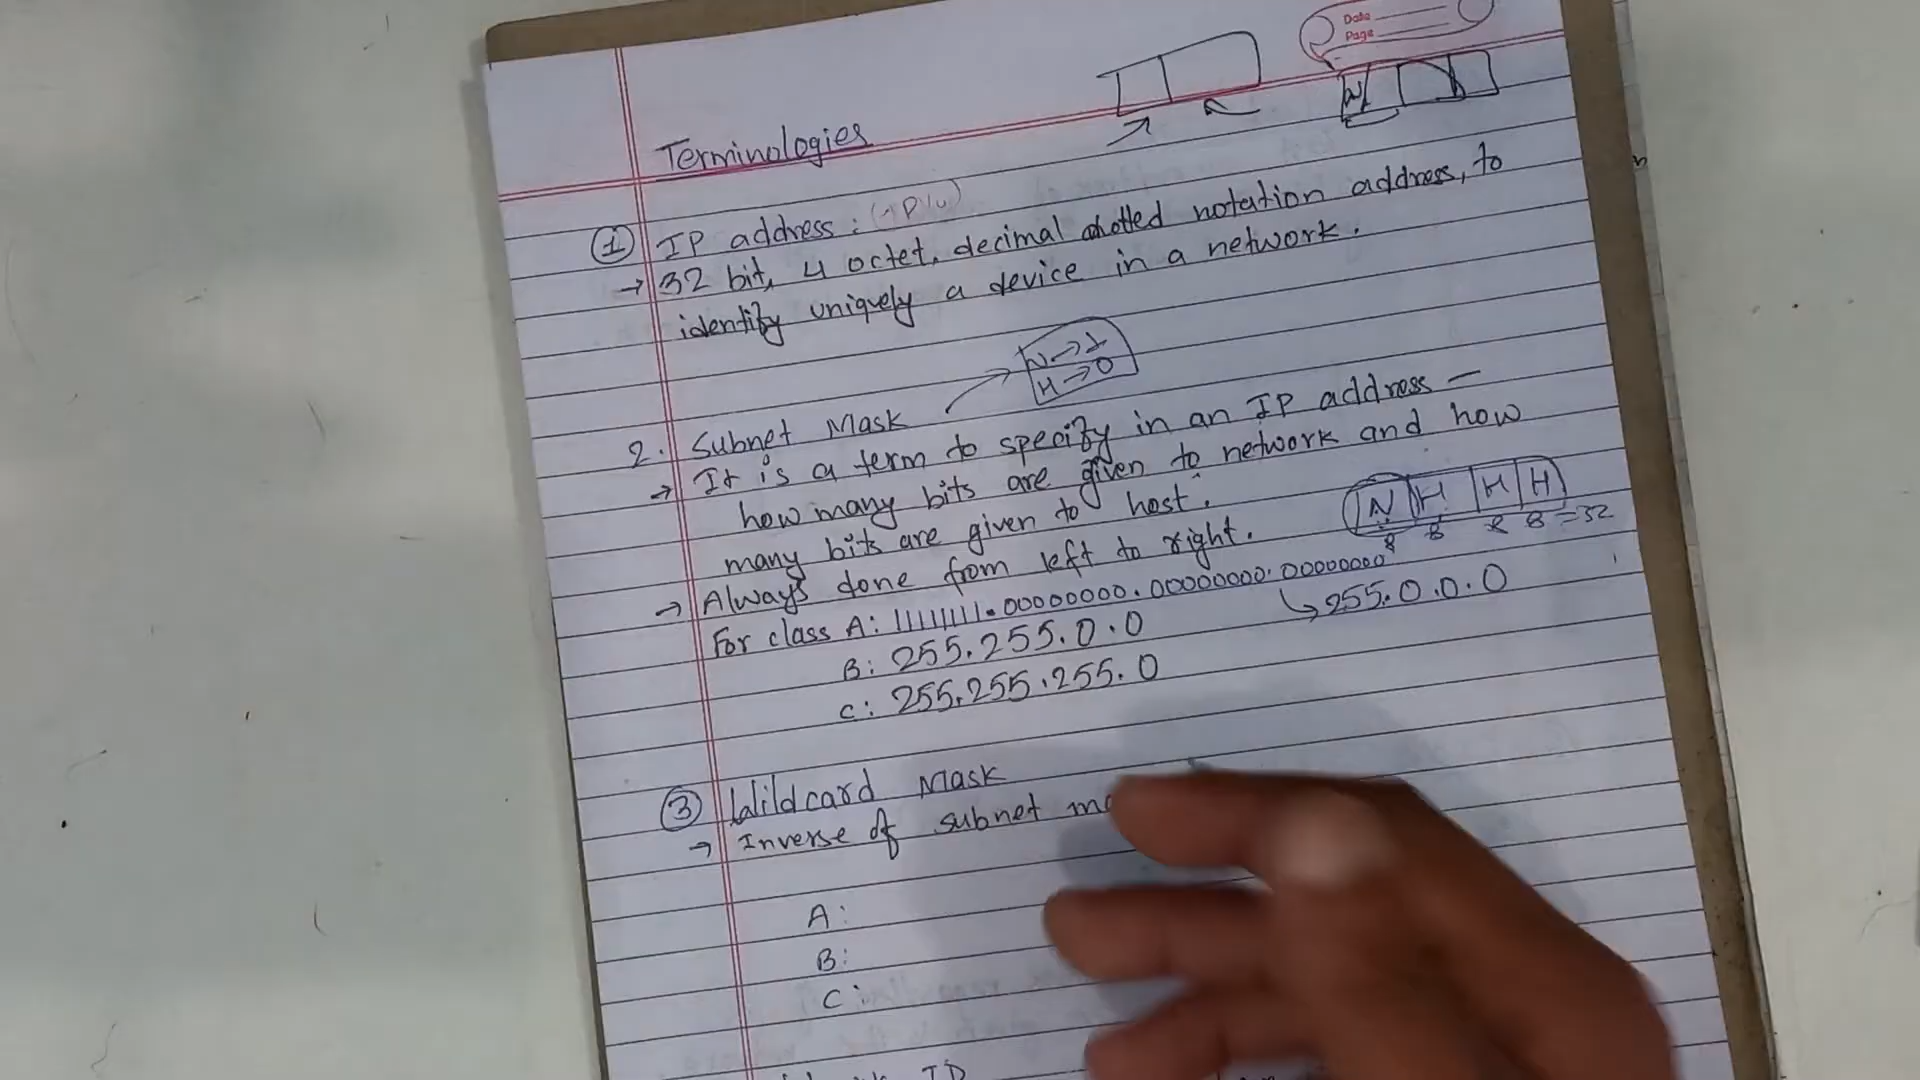 Date
Page
Terminologies
① IP address:
→ 32 bit, 4 octet, decimal dotted notation address, to
identify uniquely a device in a network.
N → 1
H → 0
2. Subnet Mask
→ It is a term to specify in an IP address —
how many bits are given to network and how
many bits are given to host.
→ Always done from left to right.
N H H H
8 8 8 8 = 32
For class A: 11111111.00000000.00000000.00000000
↳ 255.0.0.0
B: 255.255.0.0
C: 255.255.255.0
③ Wildcard Mask
→ Inverse of subnet
A:
B:
C:
ID